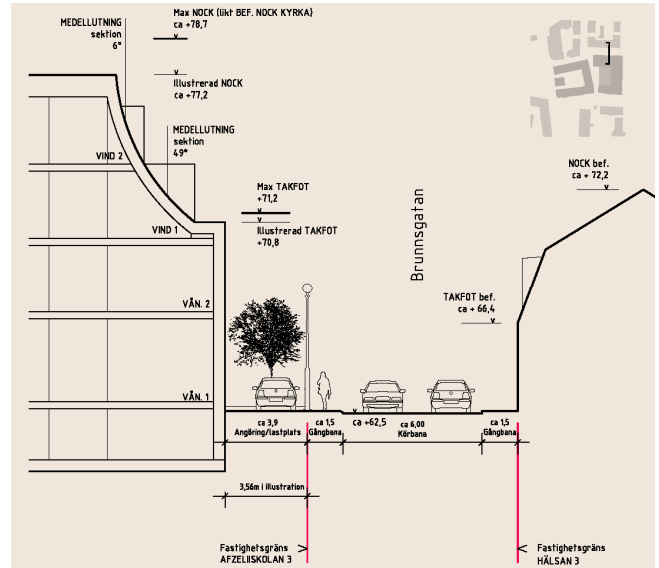 MEDELLUTNING
sektion
6°
Max NOCK (likt BEF. NOCK KYRKA)
ca +78,7
Illustrerad NOCK
ca +77,2
MEDELLUTNING
sektion
49°
VIND 2
NOCK bef.
ca + 72,2
Max TAKFOT
+71,2
Illustrerad TAKFOT
+70,8
VIND 1
Brunnsgatan
VÅN. 2
TAKFOT bef.
ca + 66,4
VÅN. 1
ca 3,9
Angöring/lastplats
ca 1,5
Gångbana
ca +62,5
ca 6,00
Körbana
ca 1,5
Gångbana
3,56m i illustration
Fastighetsgräns
AFZELIISKOLAN 3
Fastighetsgräns
HÄLSAN 3